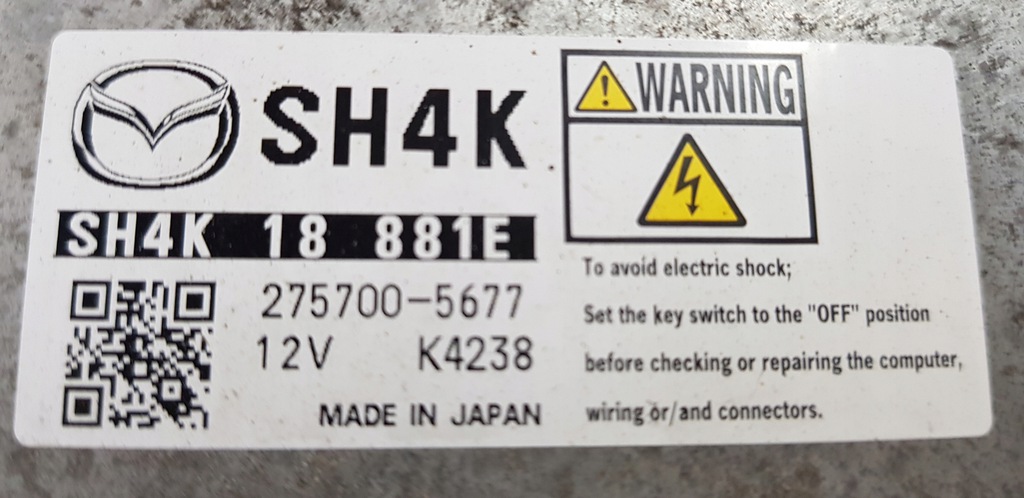 SH4K
SH4K 18 881E
275700-5677
12V K4238
MADE IN JAPAN
WARNING
To avoid electric shock;
Set the key switch to the "OFF" position
before checking or repairing the computer,
wiring or/and connectors.